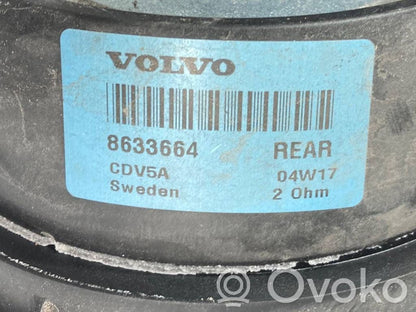 VOLVO
8633664 REAR
CDV5A 04W17
Sweden 2 Ohm
Ovoko